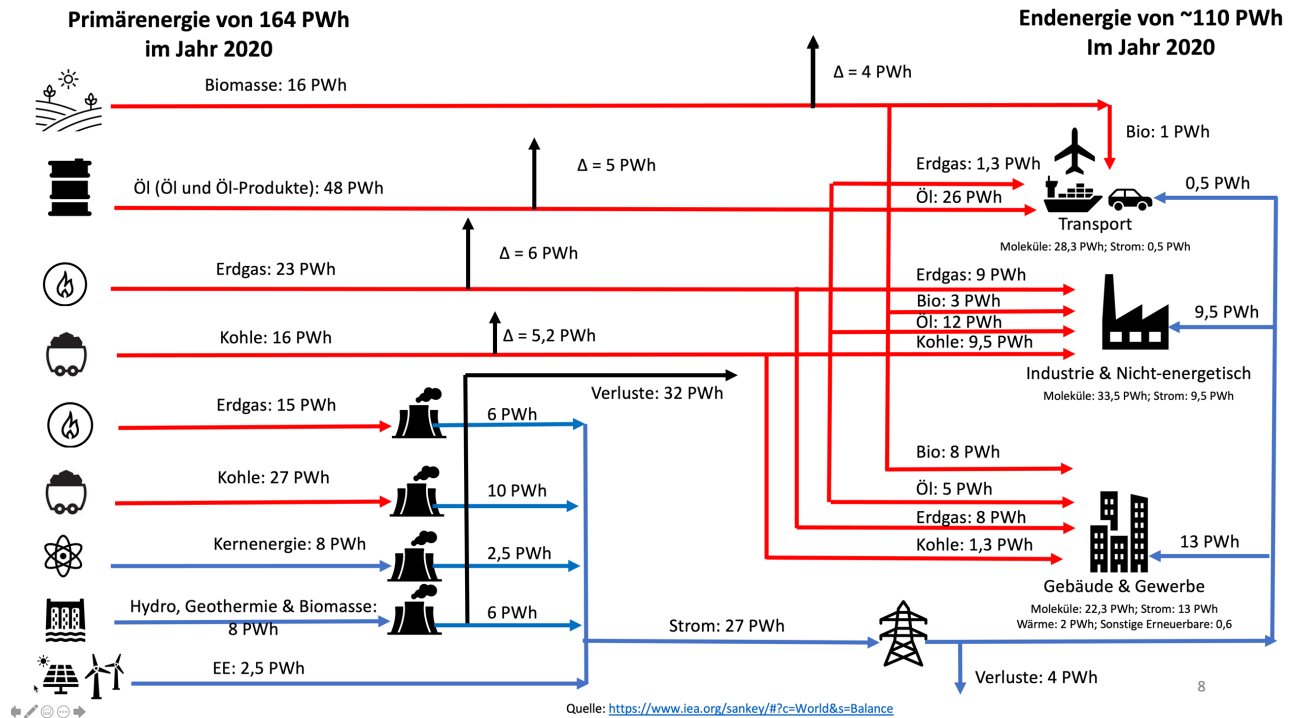 Primärenergie von 164 PWh
im Jahr 2020
Endenergie von ~110 PWh
Im Jahr 2020
Biomasse: 16 PWh
Δ = 4 PWh
Bio: 1 PWh
Öl (Öl und Öl-Produkte): 48 PWh
Δ = 5 PWh
Erdgas: 1,3 PWh
Öl: 26 PWh
0,5 PWh
Transport
Moleküle: 28,3 PWh; Strom: 0,5 PWh
Erdgas: 23 PWh
Δ = 6 PWh
Erdgas: 9 PWh
Bio: 3 PWh
Öl: 12 PWh
Kohle: 9,5 PWh
9,5 PWh
Kohle: 16 PWh
Δ = 5,2 PWh
Industrie & Nicht-energetisch
Moleküle: 33,5 PWh; Strom: 9,5 PWh
Verluste: 32 PWh
Erdgas: 15 PWh
6 PWh
Kohle: 27 PWh
10 PWh
Kernenergie: 8 PWh
2,5 PWh
Hydro, Geothermie & Biomasse:
8 PWh
6 PWh
EE: 2,5 PWh
Bio: 8 PWh
Öl: 5 PWh
Erdgas: 8 PWh
Kohle: 1,3 PWh
13 PWh
Gebäude & Gewerbe
Moleküle: 22,3 PWh; Strom: 13 PWh
Wärme: 2 PWh; Sonstige Erneuerbare: 0,6
Strom: 27 PWh
Verluste: 4 PWh
8
Quelle: https://www.iea.org/sankey/#?c=World&s=Balance